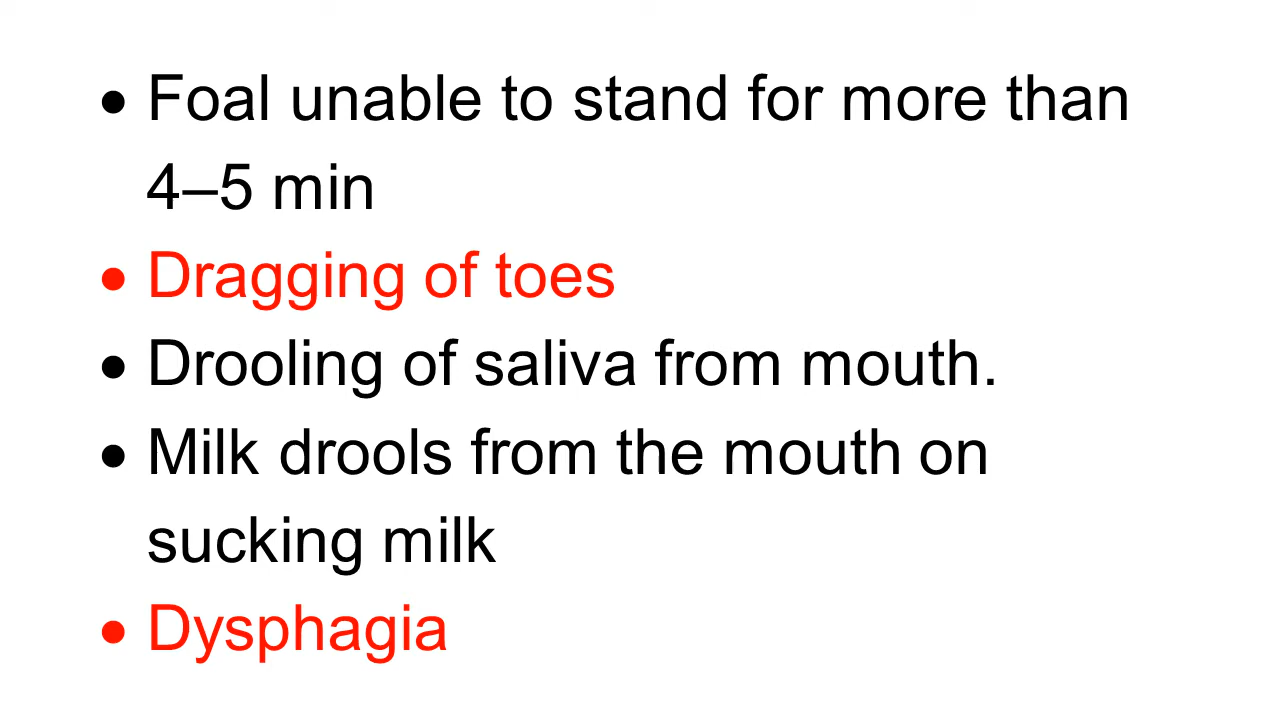 • Foal unable to stand for more than
4–5 min
• Dragging of toes
• Drooling of saliva from mouth.
• Milk drools from the mouth on
sucking milk
• Dysphagia